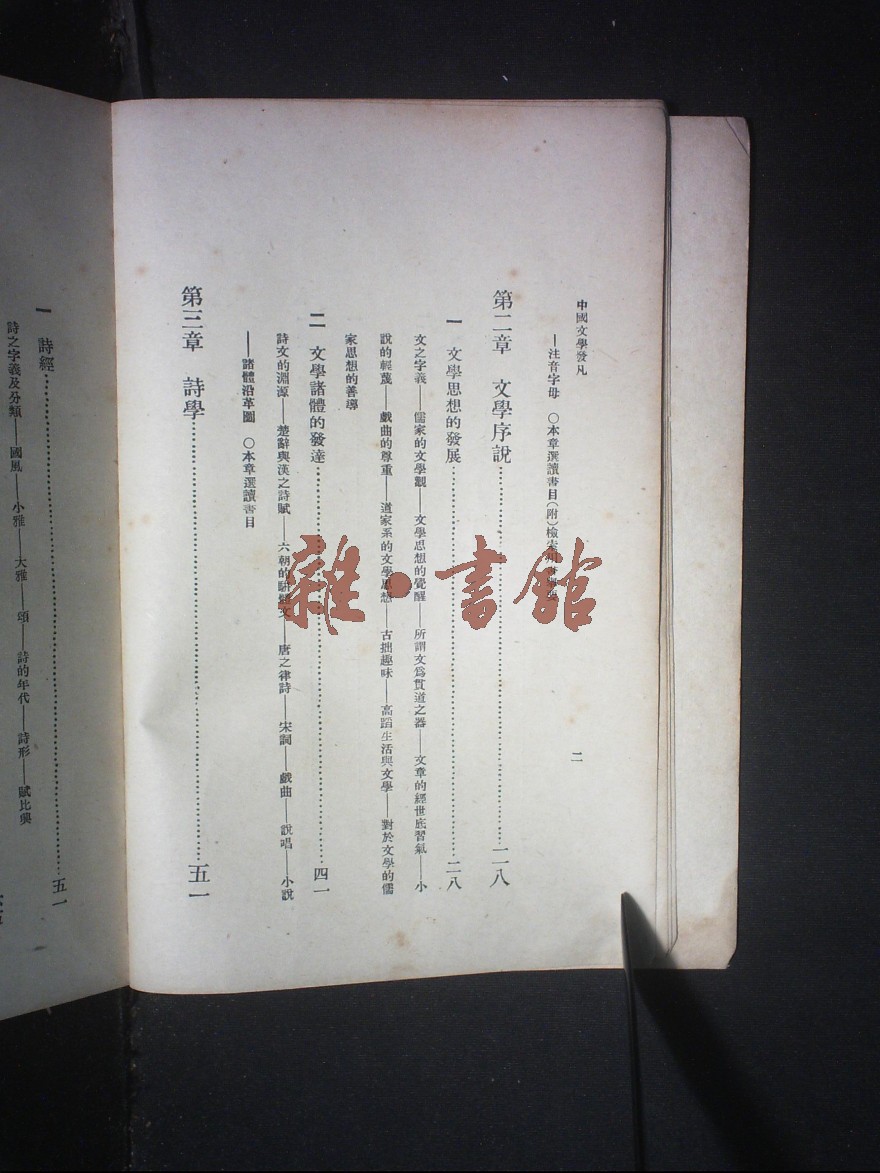 中國文學發凡
二
—注音字母　〇本章選讀書目(附)檢索
第二章　文學序說…………二八
一　文學思想的發展…………二八
文之字義——儒家的文學觀——文學思想的覺醒——所謂文爲貫道之器——文章的經世底習氣——小
說的輕蔑——戲曲的尊重——道家系的文學思想——古拙趣味——高蹈生活與文學——對於文學的儒
家思想的善導
二　文學諸體的發達…………四一
詩文的淵源——楚辭與漢之詩賦——六朝的駢體文——唐之律詩——宋詞——戲曲——說唱——小說
——諸體沿革圖　〇本章選讀書目
第三章　詩學…………五一
一　詩經…………五一
詩之字義及分類——國風——小雅——大雅——頌——詩的年代——詩形——賦比興
雜·書館